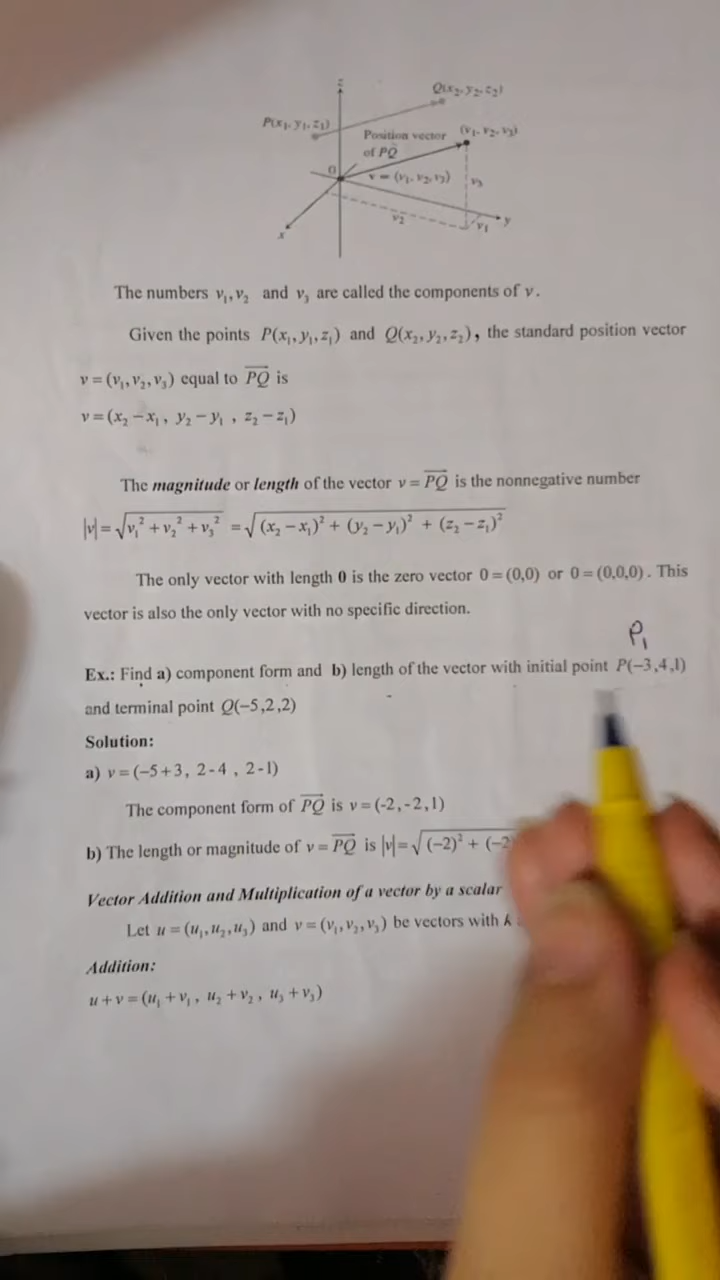 z
Q(x₂, y₂, z₂)
P(x₁, y₁, z₁)
Position vector
of PQ⃗
(v₁, v₂, v₃)
0
v = (v₁, v₂, v₃)
v₃
v₂
v₁
y
x
The numbers v₁, v₂ and v₃ are called the components of v.
Given the points P(x₁, y₁, z₁) and Q(x₂, y₂, z₂), the standard position vector
v = (v₁, v₂, v₃) equal to PQ⃗ is
v = (x₂ − x₁, y₂ − y₁, z₂ − z₁)
The magnitude or length of the vector v = PQ⃗ is the nonnegative number
|v| = √(v₁² + v₂² + v₃²) = √((x₂ − x₁)² + (y₂ − y₁)² + (z₂ − z₁)²)
The only vector with length 0 is the zero vector 0 = (0,0) or 0 = (0,0,0). This
vector is also the only vector with no specific direction.
P₁
Ex.: Find a) component form and b) length of the vector with initial point P(−3,4,1)
and terminal point Q(−5,2,2)
Solution:
a) v = (−5+3, 2-4, 2-1)
The component form of PQ⃗ is v = (-2,-2,1)
b) The length or magnitude of v = PQ⃗ is |v| = √(−2)² + (−2
Vector Addition and Multiplication of a vector by a scalar
Let u = (u₁, u₂, u₃) and v = (v₁, v₂, v₃) be vectors with k
Addition:
u + v = (u₁ + v₁, u₂ + v₂, u₃ + v₃)